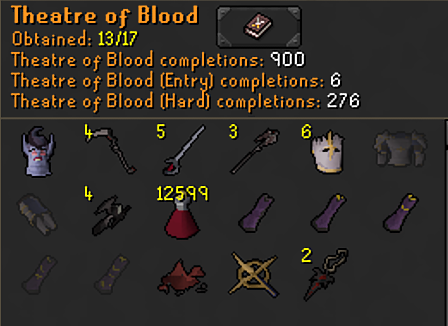 Theatre of Blood
Obtained: 13/17
Theatre of Blood completions: 900
Theatre of Blood (Entry) completions: 6
Theatre of Blood (Hard) completions: 276
4 5 3 6
4 12599
2